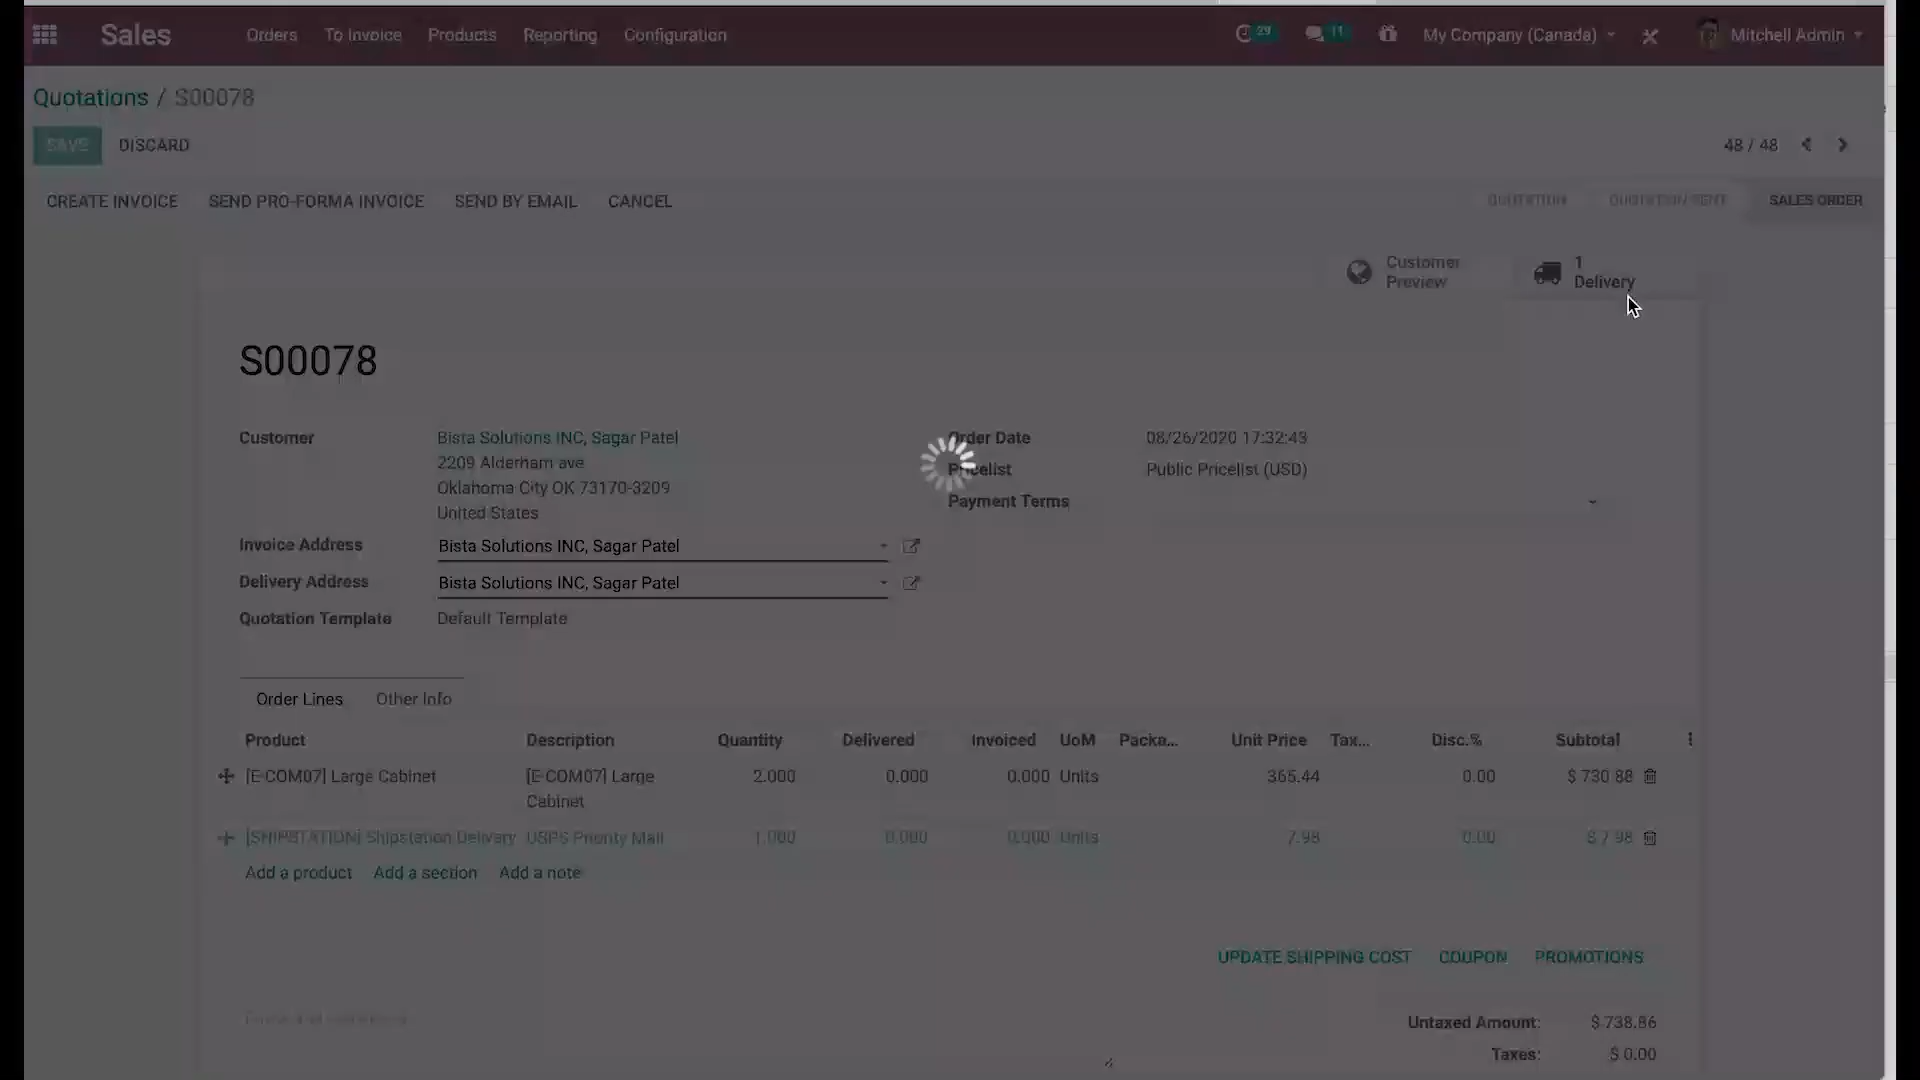 Sales Orders To Invoice Products Reporting Configuration 29 11 My Company (Canada) Mitchell Admin
Quotations / S00078
SAVE DISCARD 48 / 48
CREATE INVOICE SEND PRO-FORMA INVOICE SEND BY EMAIL CANCEL QUOTATION QUOTATION SENT SALES ORDER
Customer Preview 1 Delivery
S00078
Customer Bista Solutions INC, Sagar Patel Order Date 08/26/2020 17:32:43
2209 Alderham ave Pricelist Public Pricelist (USD)
Oklahoma City OK 73170-3209
United States Payment Terms
Invoice Address Bista Solutions INC, Sagar Patel
Delivery Address Bista Solutions INC, Sagar Patel
Quotation Template Default Template
Order Lines Other Info
Product Description Quantity Delivered Invoiced UoM Packa... Unit Price Tax... Disc.% Subtotal
[E-COM07] Large Cabinet [E-COM07] Large Cabinet 2.000 0.000 0.000 Units 365.44 0.00 $ 730.88
[SHIPSTATION] Shipstation Delivery USPS Priority Mail 1.000 0.000 0.000 Units 7.98 0.00 $ 7.98
Add a product Add a section Add a note
UPDATE SHIPPING COST COUPON PROMOTIONS
Untaxed Amount: $ 738.86
Taxes: $ 0.00